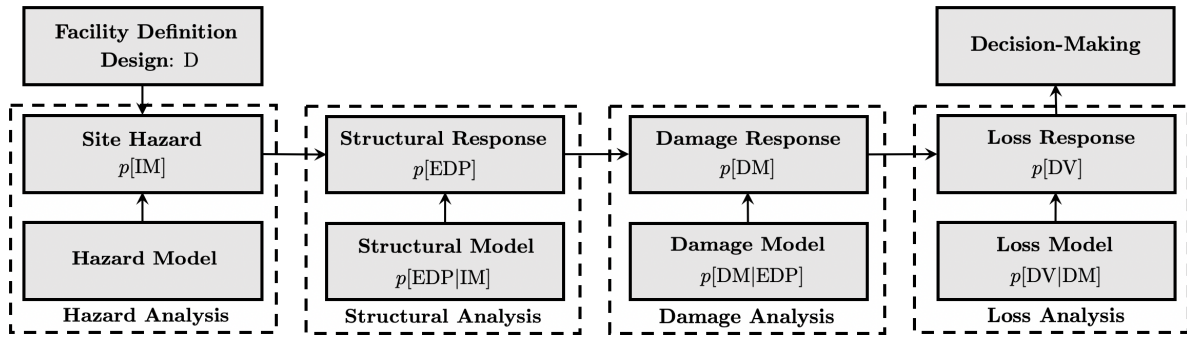 Facility Definition
Design: D
Decision-Making
Site Hazard
p[IM]
Structural Response
p[EDP]
Damage Response
p[DM]
Loss Response
p[DV]
Hazard Model
Structural Model
p[EDP|IM]
Damage Model
p[DM|EDP]
Loss Model
p[DV|DM]
Hazard Analysis
Structural Analysis
Damage Analysis
Loss Analysis